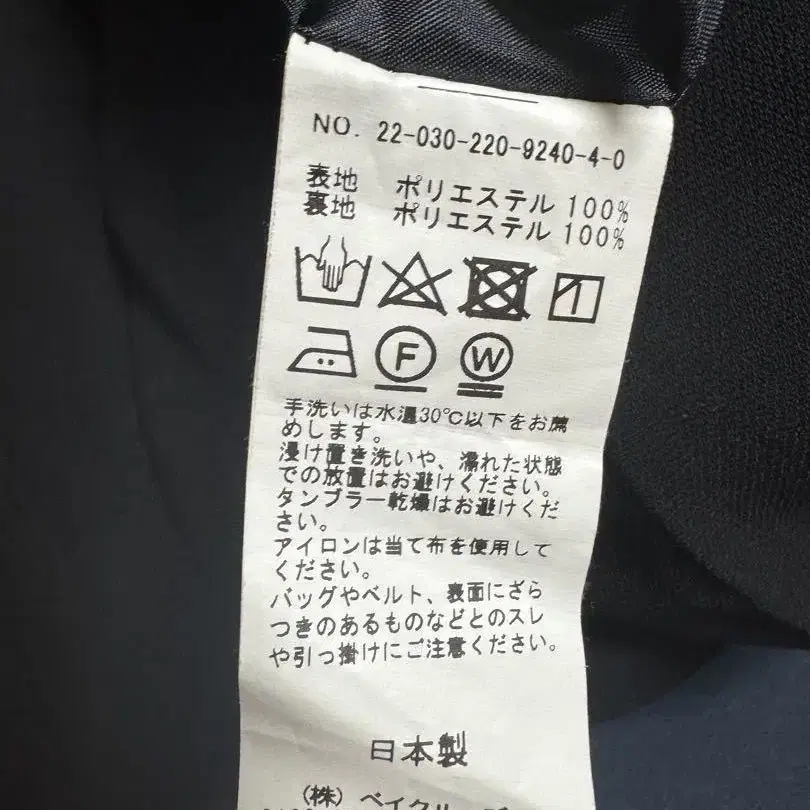 NO. 22-030-220-9240-4-0
表地 ポリエステル 100%
裏地 ポリエステル 100%
F W
手洗いは水温30℃以下をお薦
めします。
浸け置き洗いや、濡れた状態
での放置はお避けください。
タンブラー乾燥はお避けくだ
さい。
アイロンは当て布を使用して
ください。
バッグやベルト、表面にざら
つきのあるものなどとのスレ
や引っ掛けにご注意ください。
日本製
(株)